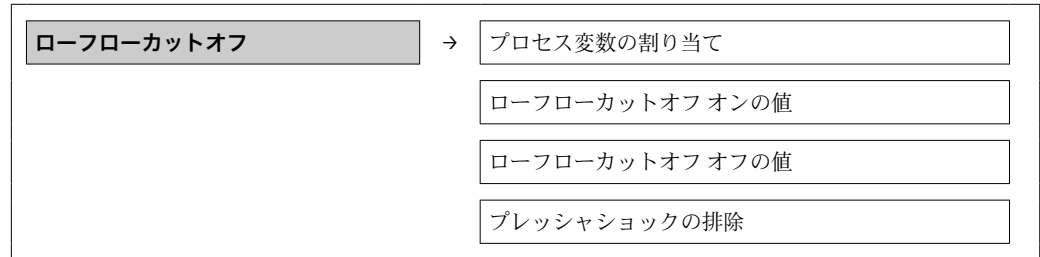 ローフローカットオフ → プロセス変数の割り当て
ローフローカットオフ オンの値
ローフローカットオフ オフの値
プレッシャショックの排除